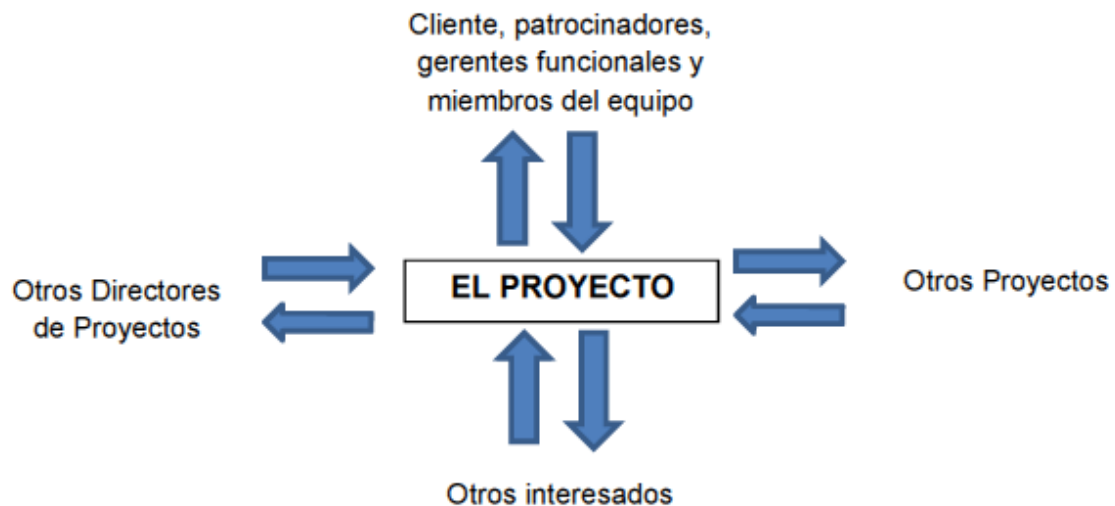 Cliente, patrocinadores,
gerentes funcionales y
miembros del equipo
Otros Directores
de Proyectos
EL PROYECTO
Otros Proyectos
Otros interesados